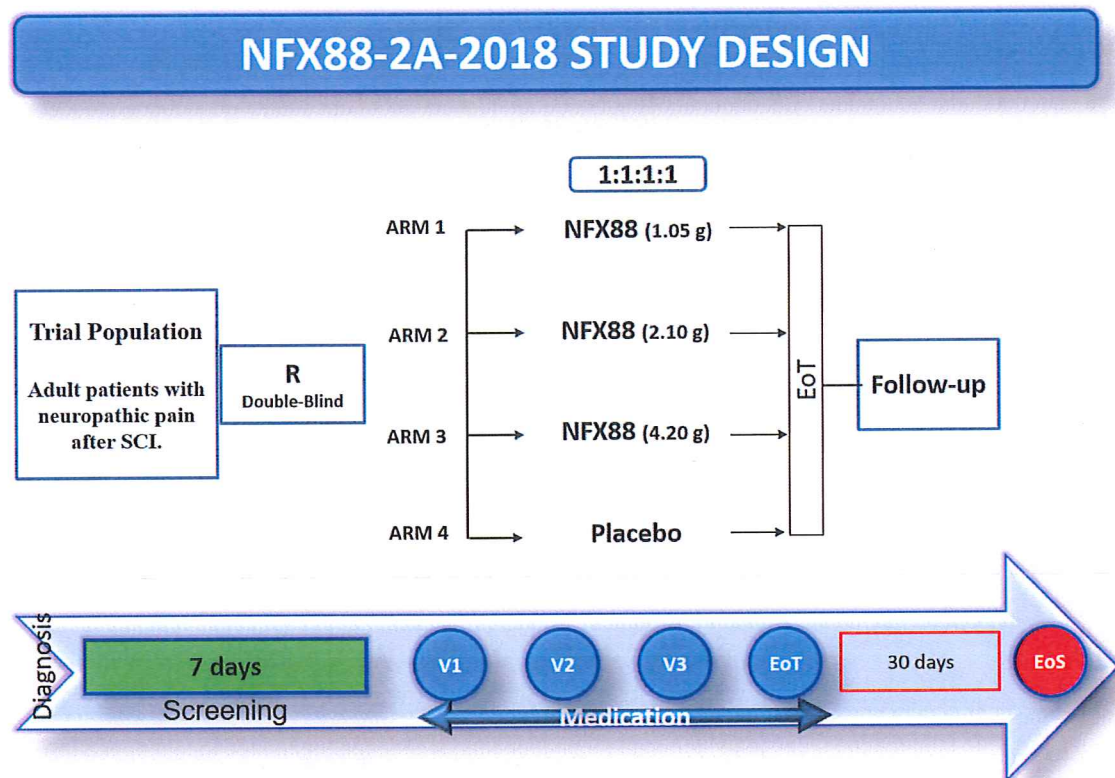 NFX88-2A-2018 STUDY DESIGN
1:1:1:1
ARM 1
NFX88 (1.05 g)
Trial Population
Adult patients with
neuropathic pain
after SCI.
R
Double-Blind
ARM 2
NFX88 (2.10 g)
EoT
Follow-up
ARM 3
NFX88 (4.20 g)
ARM 4
Placebo
Diagnosis
7 days
Screening
V1
V2
V3
EoT
Medication
30 days
EoS